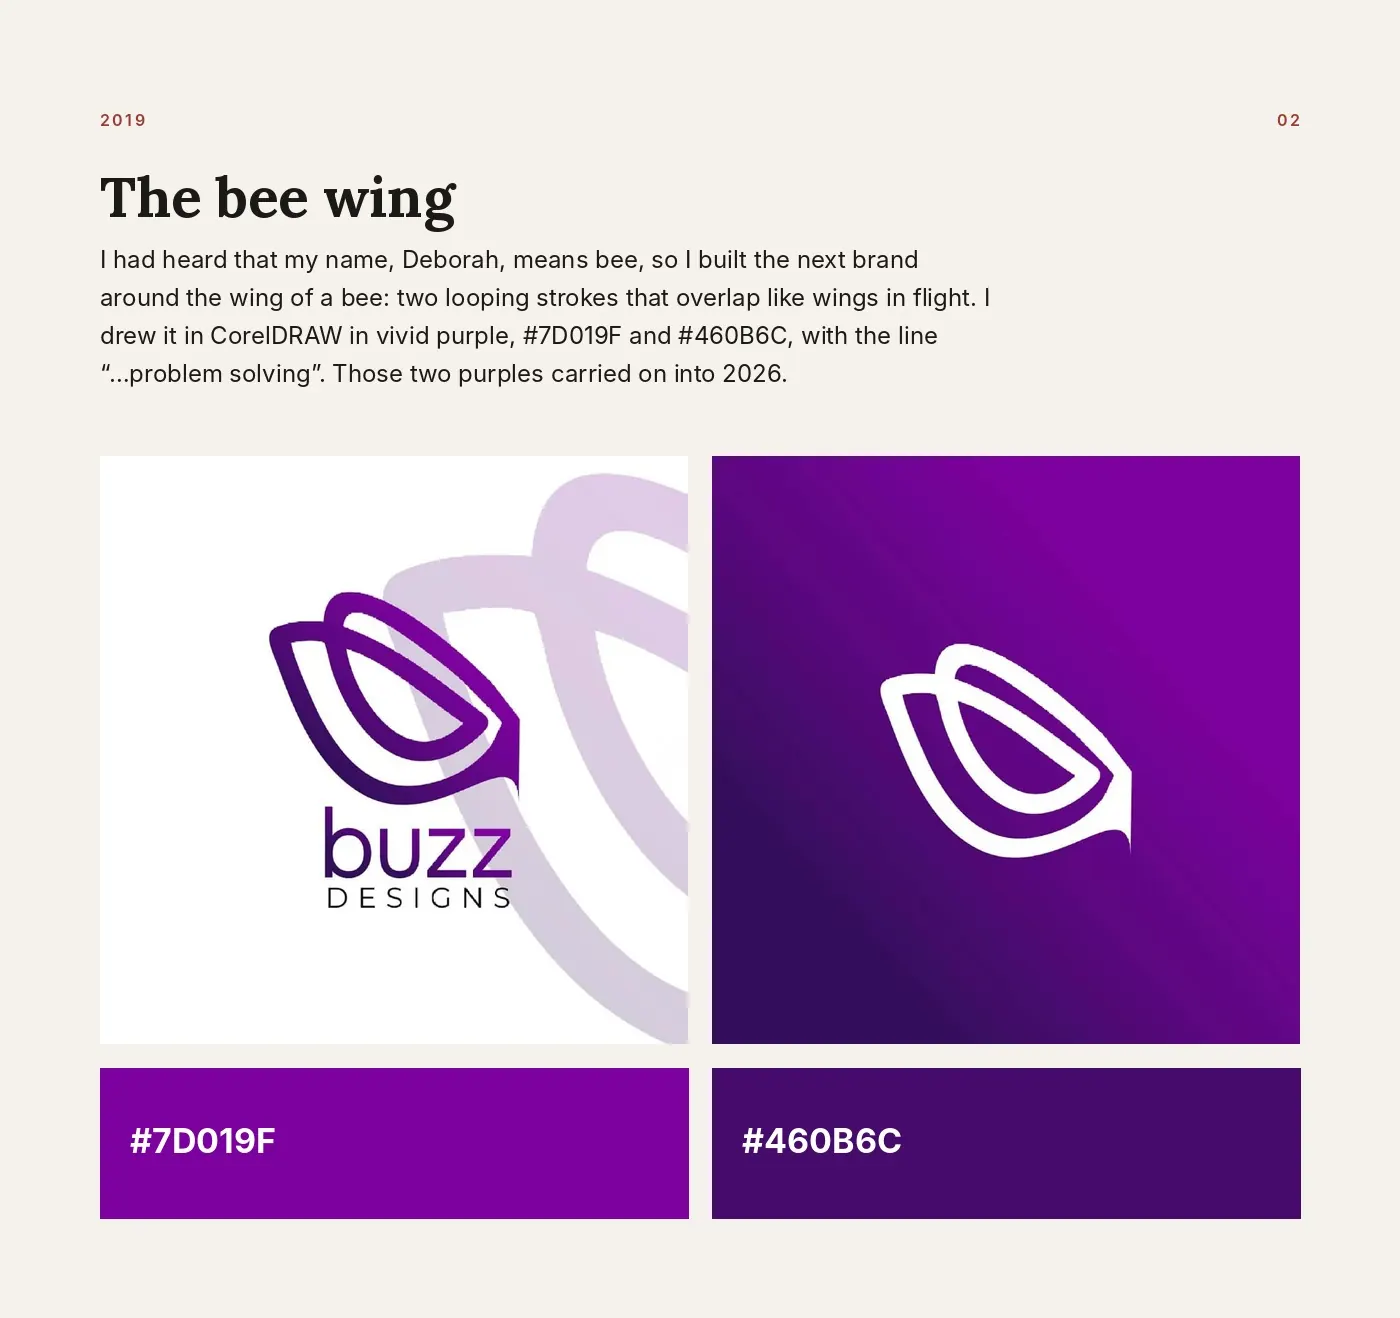 2019
02
The bee wing
I had heard that my name, Deborah, means bee, so I built the next brand
around the wing of a bee: two looping strokes that overlap like wings in flight. I
drew it in CorelDRAW in vivid purple, #7D019F and #460B6C, with the line
“…problem solving”. Those two purples carried on into 2026.
buzz
DESIGNS
#7D019F
#460B6C